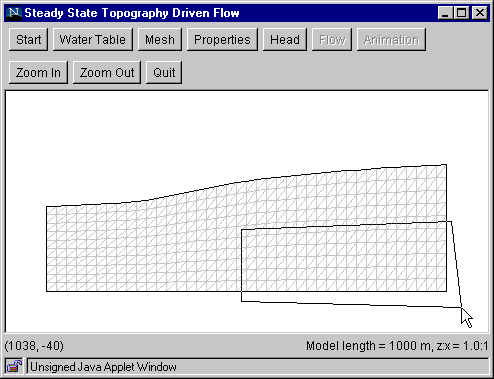 Steady State Topography Driven Flow
Start Water Table Mesh Properties Head Flow Animation
Zoom In Zoom Out Quit
(1038, -40) Model length = 1000 m, z:x = 1.0:1
Unsigned Java Applet Window